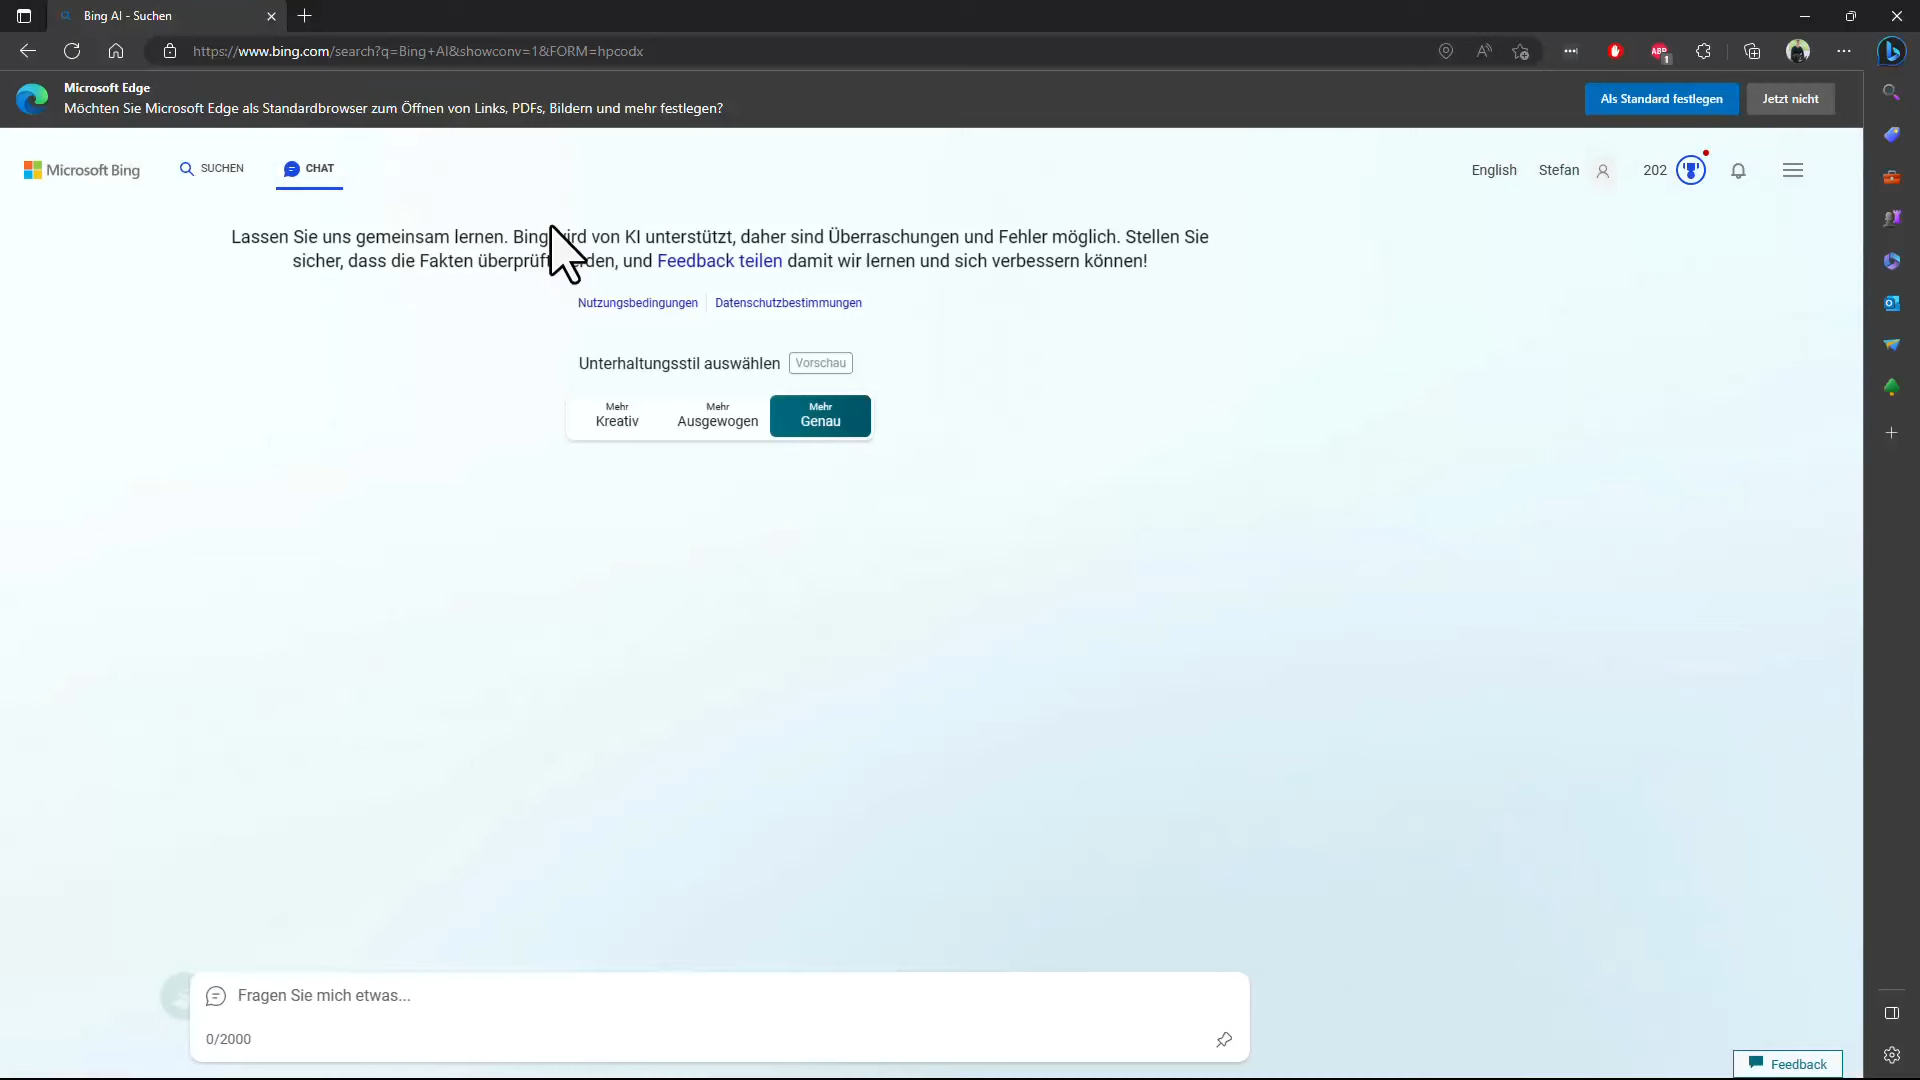 Bing AI - Suchen
https://www.bing.com/search?q=Bing+AI&showconv=1&FORM=hpcodx
ABP
1
Microsoft Edge
Möchten Sie Microsoft Edge als Standardbrowser zum Öffnen von Links, PDFs, Bildern und mehr festlegen?
Als Standard festlegen
Jetzt nicht
Microsoft Bing
SUCHEN
CHAT
English
Stefan
202
Lassen Sie uns gemeinsam lernen. Bing von KI unterstützt, daher sind Überraschungen und Fehler möglich. Stellen Sie
sicher, dass die Fakten und Feedback teilen damit wir lernen und sich verbessern können!
Nutzungsbedingungen
Datenschutzbestimmungen
Unterhaltungsstil auswählen
Vorschau
Mehr
Kreativ
Mehr
Ausgewogen
Mehr
Genau
Fragen Sie mich etwas...
0/2000
Feedback